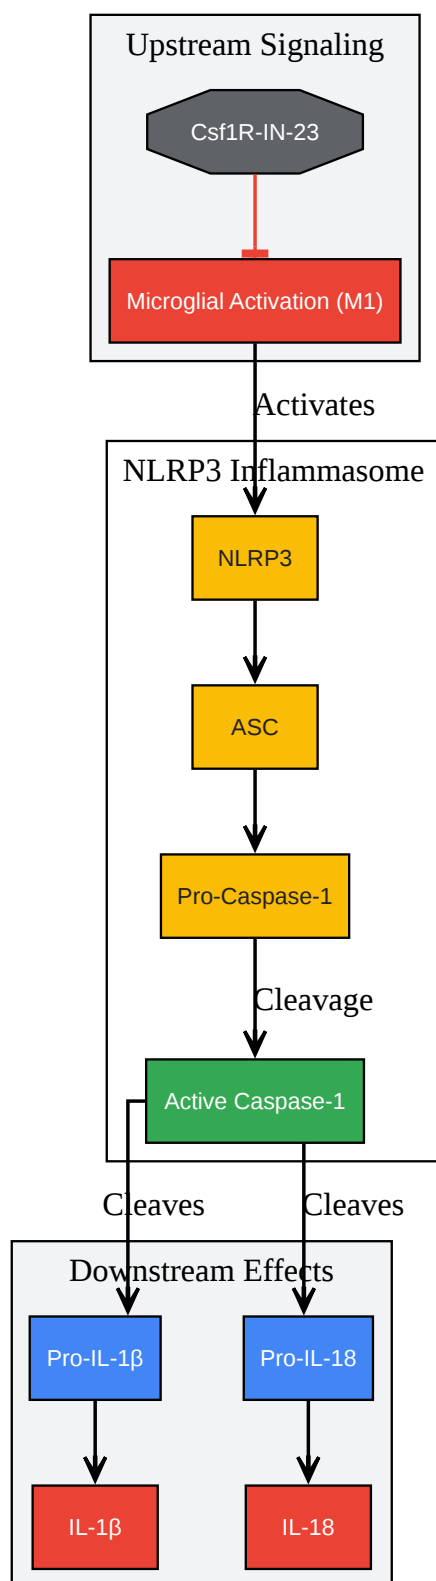 Upstream Signaling
Csf1R-IN-23
Microglial Activation (M1)
Activates
NLRP3 Inflammasome
NLRP3
ASC
Pro-Caspase-1
Cleavage
Active Caspase-1
Cleaves
Cleaves
Downstream Effects
Pro-IL-1β
Pro-IL-18
IL-1β
IL-18